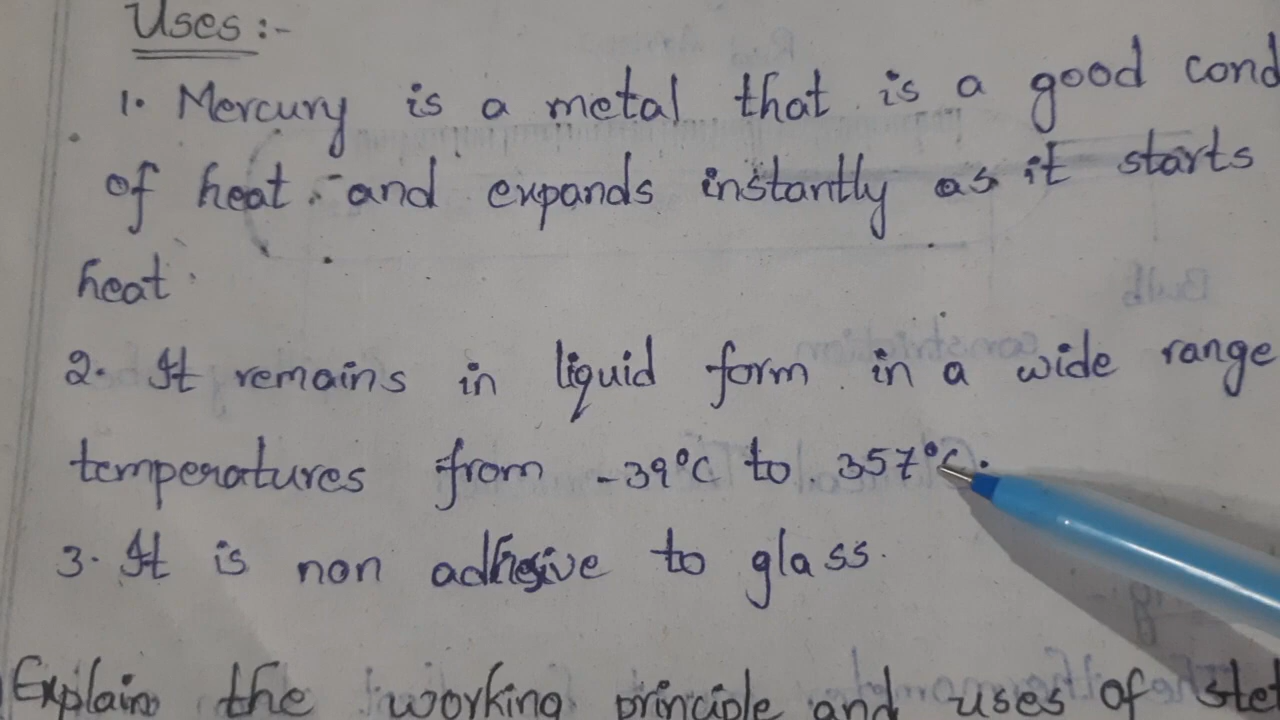 Uses :-
1. Mercury is a metal that is a good cond
of heat and expands instantly as it starts
heat.
2. It remains in liquid form in a wide range
temperatures from -39°C to 357°C.
3. It is non adhesive to glass.
Explain the working principle and uses of stet